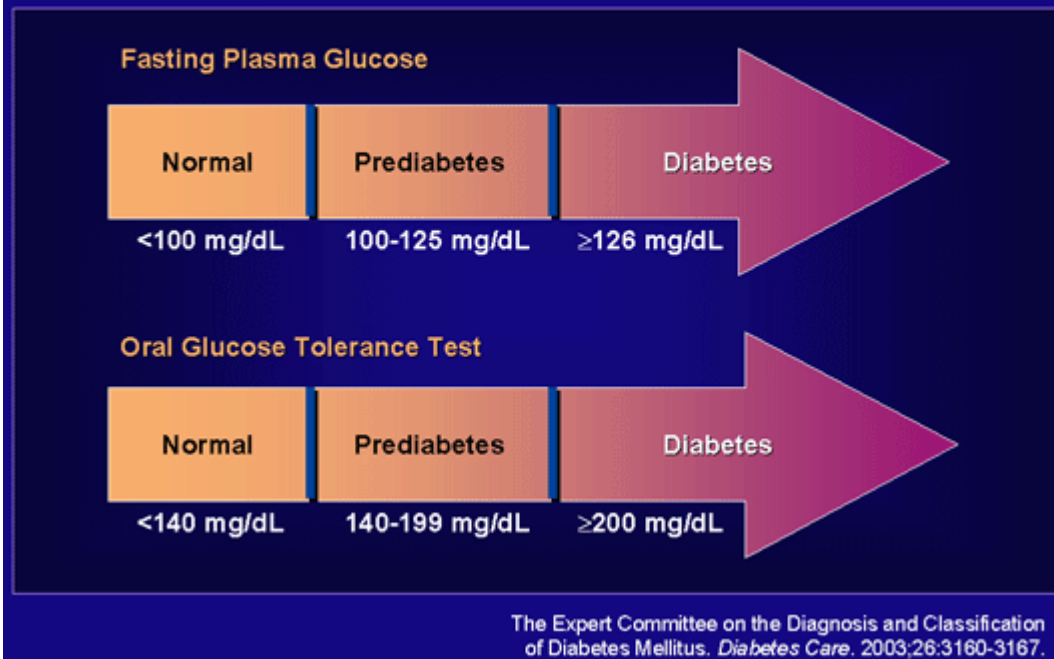 Fasting Plasma Glucose
Normal Prediabetes Diabetes
<100 mg/dL 100-125 mg/dL ≥126 mg/dL
Oral Glucose Tolerance Test
Normal Prediabetes Diabetes
<140 mg/dL 140-199 mg/dL ≥200 mg/dL
The Expert Committee on the Diagnosis and Classification
of Diabetes Mellitus. Diabetes Care. 2003;26:3160-3167.